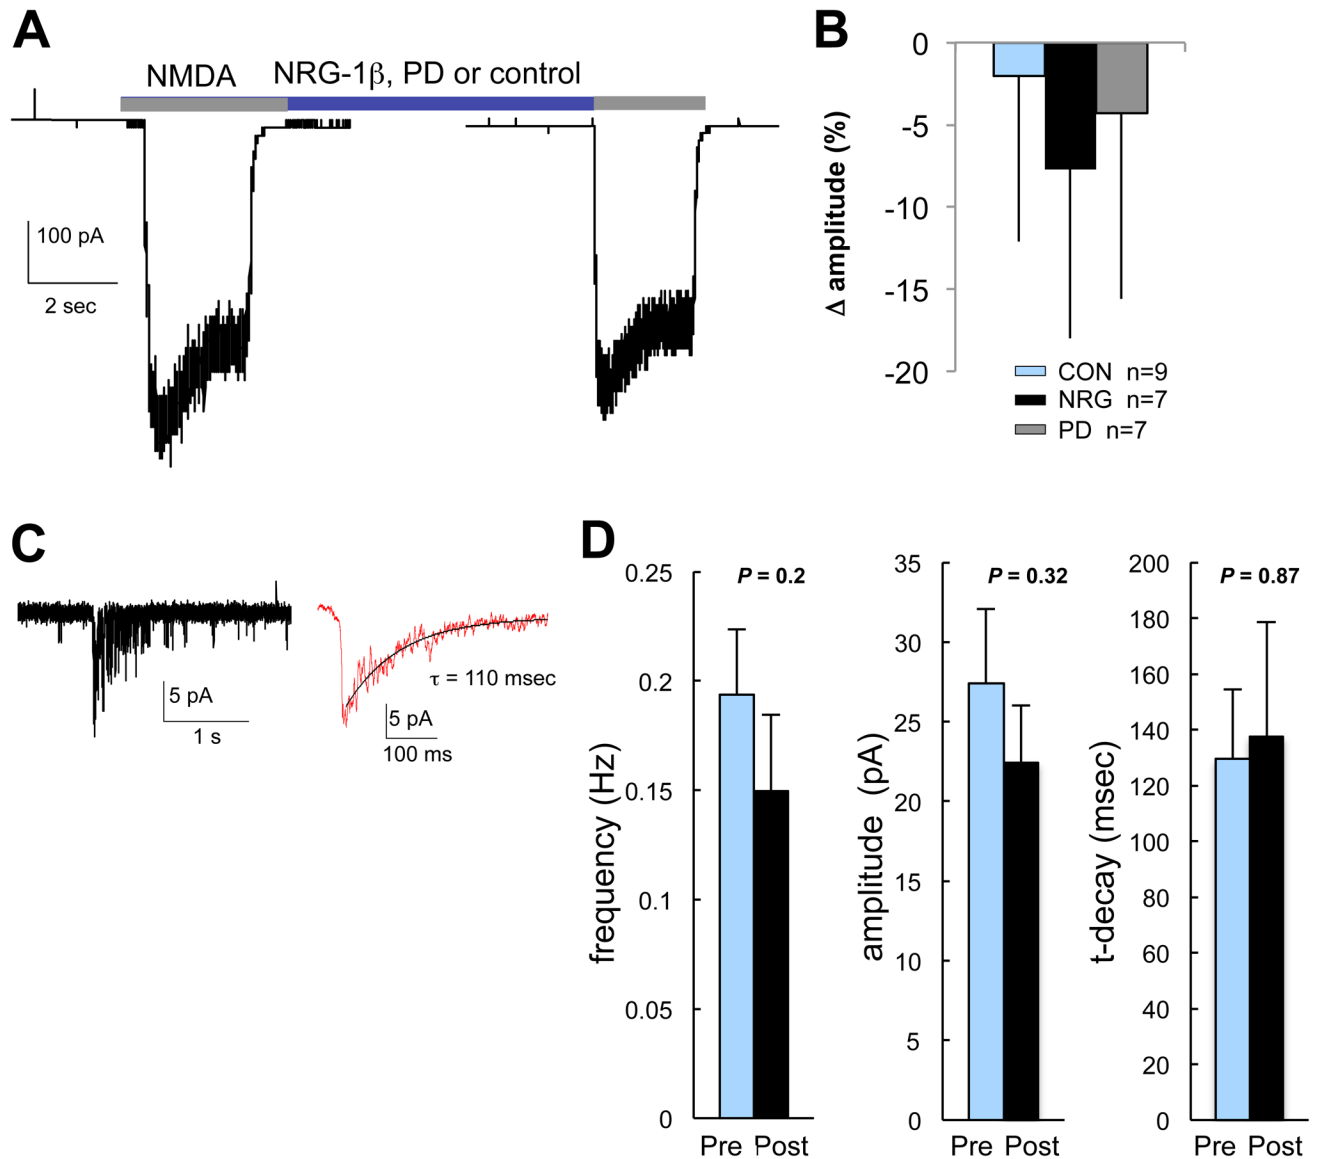 A
NMDA
NRG-1β, PD or control
100 pA
2 sec
B
Δ amplitude (%)
0
-5
-10
-15
-20
CON n=9
NRG n=7
PD n=7
C
5 pA
1 s
τ = 110 msec
5 pA
100 ms
D
frequency (Hz)
0.25
0.2
0.15
0.1
0.05
0
P = 0.2
Pre Post
amplitude (pA)
35
30
25
20
15
10
5
0
P = 0.32
Pre Post
t-decay (msec)
200
180
160
140
120
100
80
60
40
20
0
P = 0.87
Pre Post